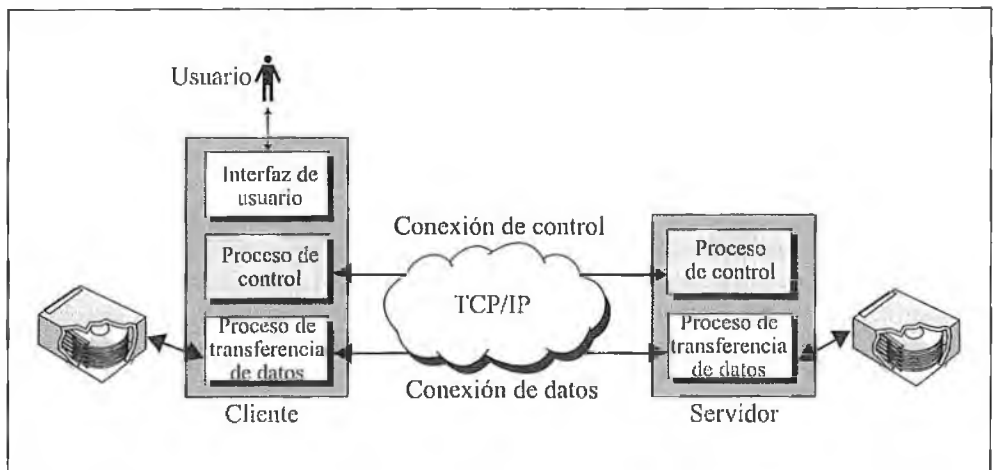 Usuario
Interfaz de
usuario
Conexión de control
Proceso de
control
Proceso
de control
TCP/IP
Proceso de
transferencia
de datos
Proceso de
transferencia
de datos
Conexión de datos
Cliente
Servidor